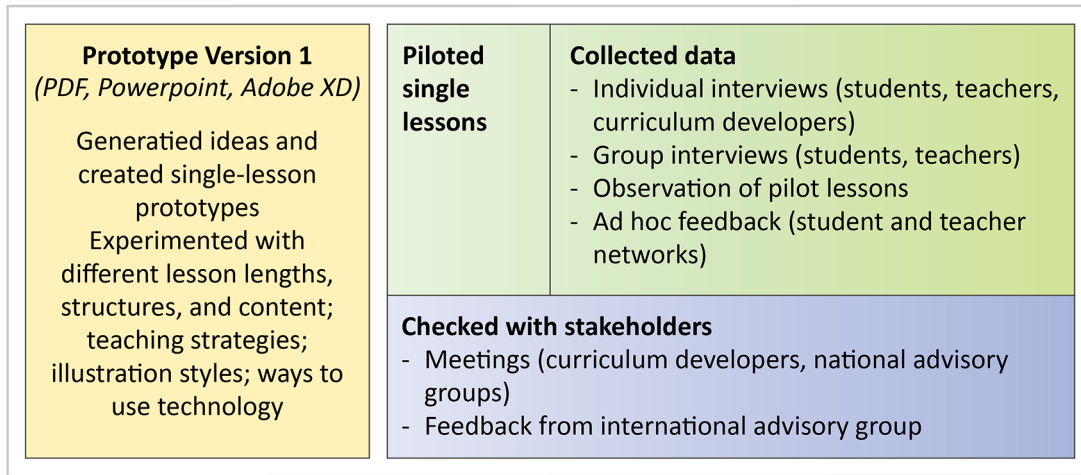 Prototype Version 1
(PDF, Powerpoint, Adobe XD)
Generatied ideas and
created single-lesson
prototypes
Experimented with
different lesson lengths,
structures, and content;
teaching strategies;
illustration styles; ways to
use technology
Piloted
single
lessons
Collected data
- Individual interviews (students, teachers,
curriculum developers)
- Group interviews (students, teachers)
- Observation of pilot lessons
- Ad hoc feedback (student and teacher
networks)
Checked with stakeholders
- Meetings (curriculum developers, national advisory
groups)
- Feedback from international advisory group